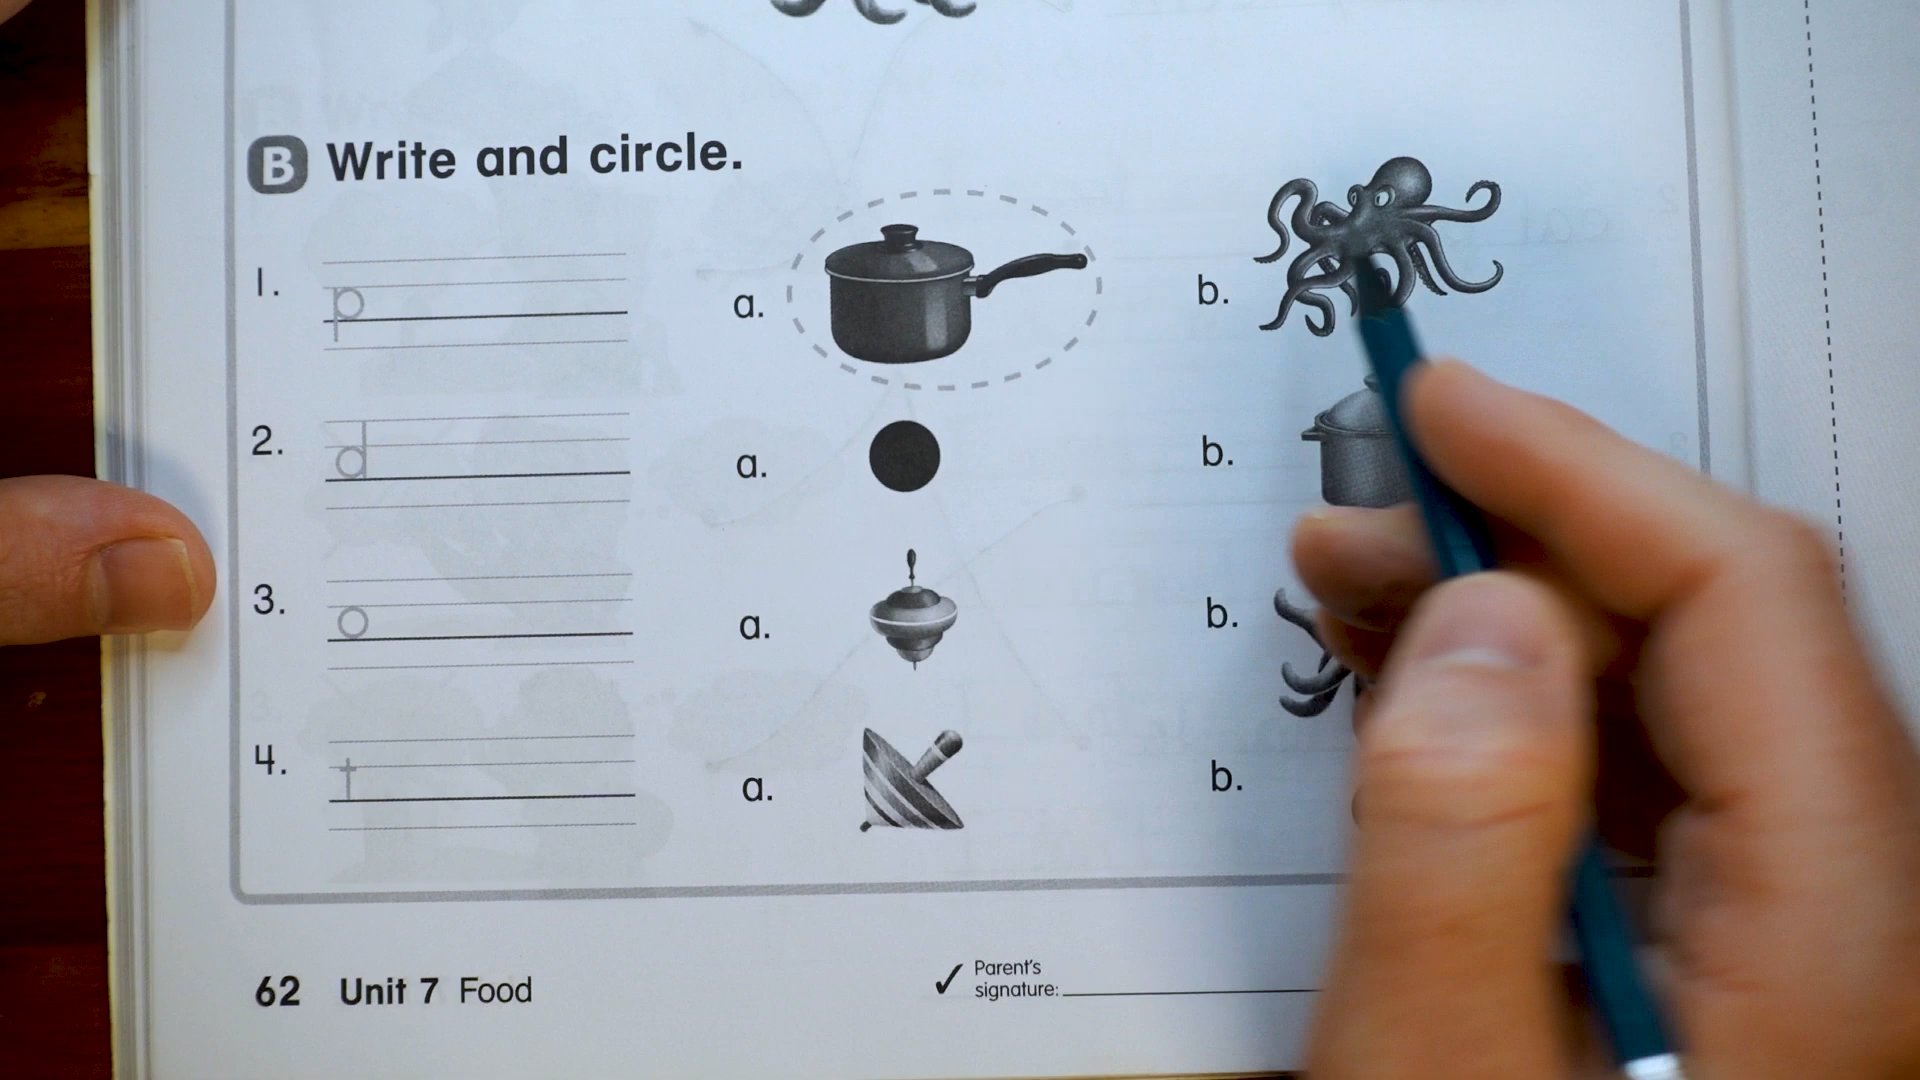 B Write and circle.
1. p a. b.
2. d a. b.
3. o a. b.
4. t a. b.
62 Unit 7 Food
✓ Parent's
signature: